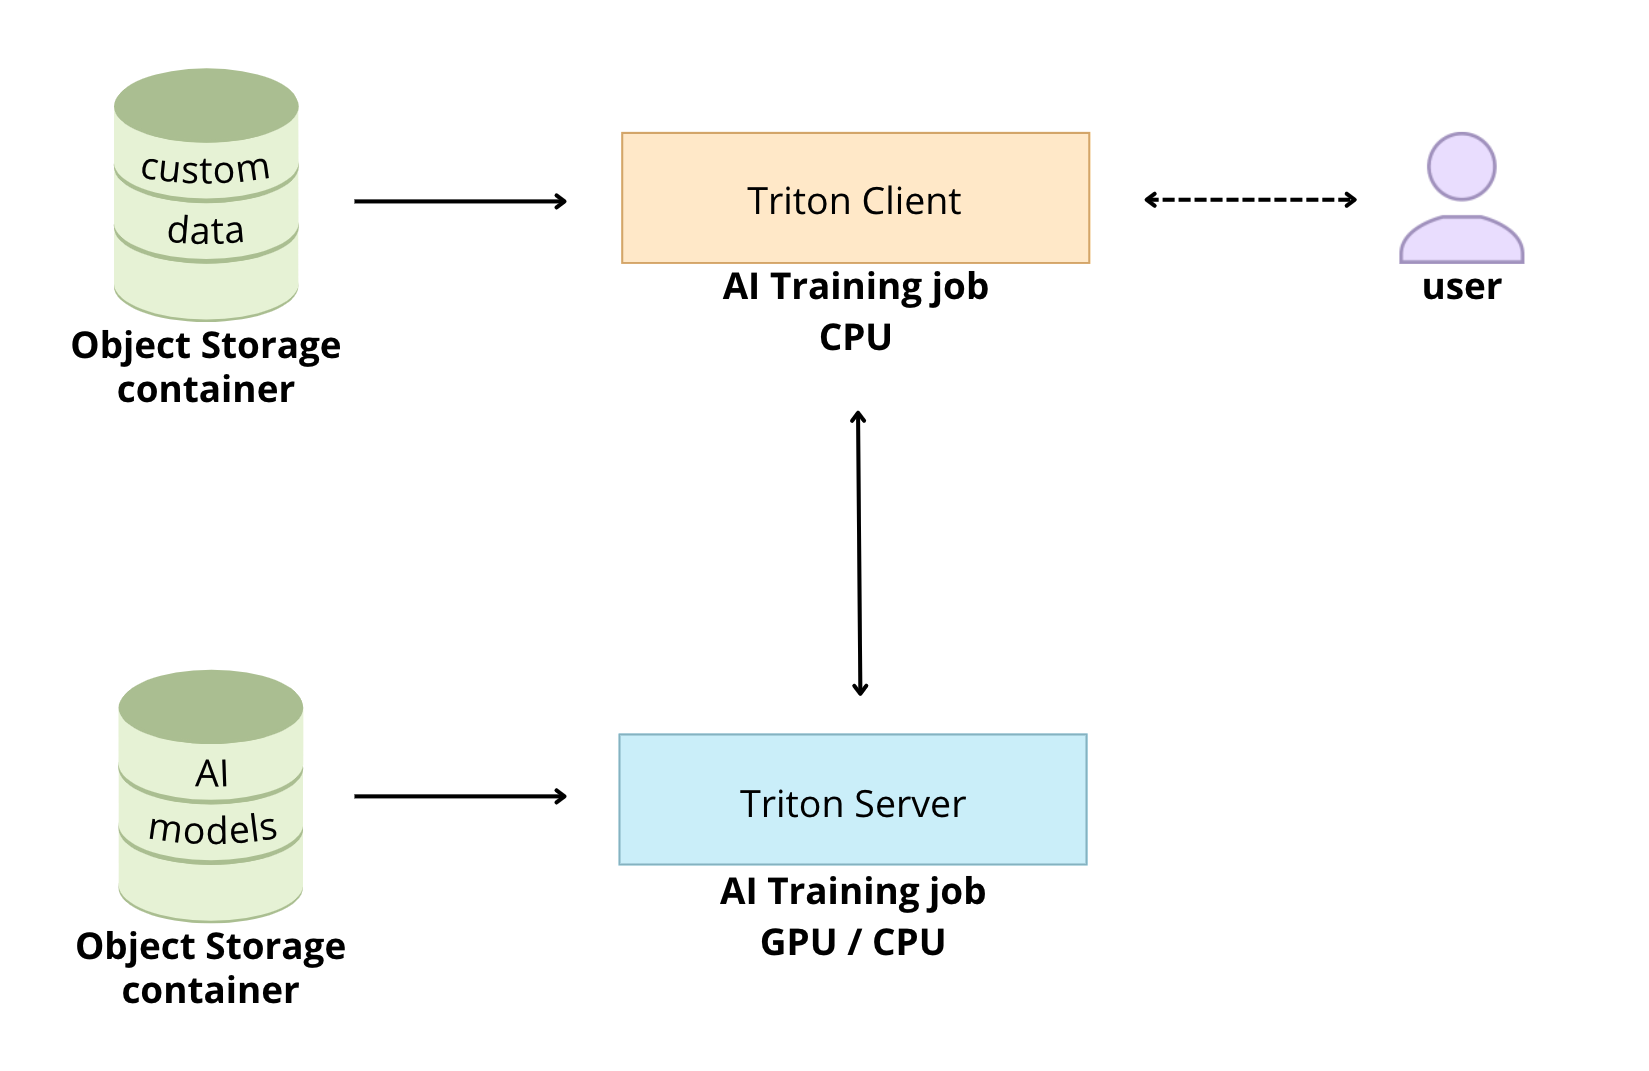 custom
data
Object Storage
container
Triton Client
AI Training job
CPU
user
AI
models
Object Storage
container
Triton Server
AI Training job
GPU / CPU